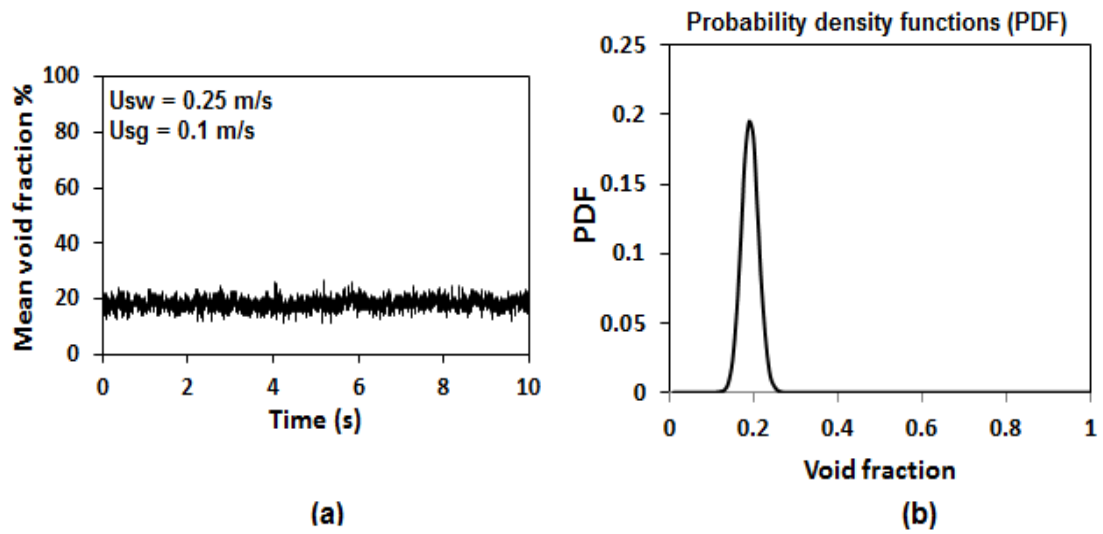 Mean void fraction %
100
80
60
40
20
0
Usw = 0.25 m/s
Usg = 0.1 m/s
0 2 4 6 8 10
Time (s)
(a)
Probability density functions (PDF)
PDF
0.25
0.2
0.15
0.1
0.05
0
0 0.2 0.4 0.6 0.8 1
Void fraction
(b)